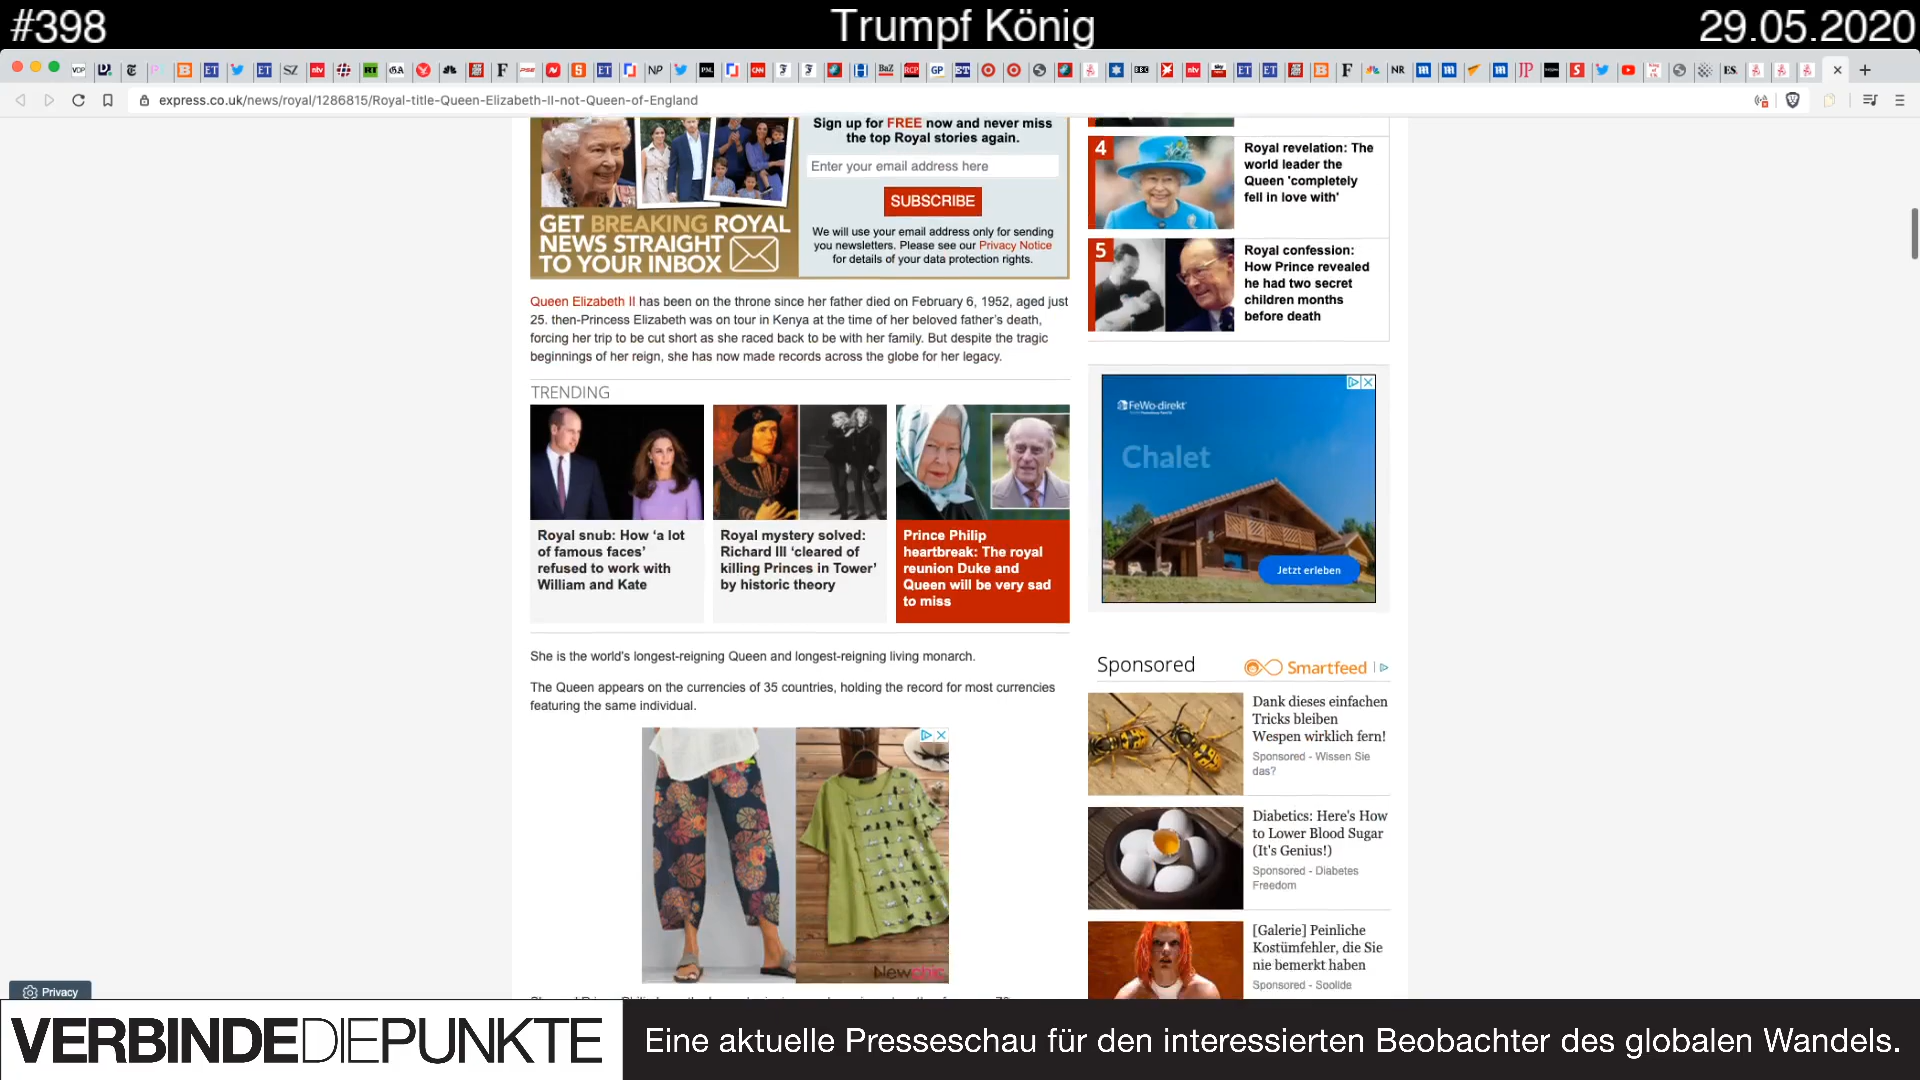 #398
Trumpf König
29.05.2020
express.co.uk/news/royal/1286815/Royal-title-Queen-Elizabeth-II-not-Queen-of-England
GET BREAKING ROYAL
NEWS STRAIGHT
TO YOUR INBOX
Sign up for FREE now and never miss
the top Royal stories again.
Enter your email address here
SUBSCRIBE
We will use your email address only for sending
you newsletters. Please see our Privacy Notice
for details of your data protection rights.
Queen Elizabeth II has been on the throne since her father died on February 6, 1952, aged just
25. then-Princess Elizabeth was on tour in Kenya at the time of her beloved father's death,
forcing her trip to be cut short as she raced back to be with her family. But despite the tragic
beginnings of her reign, she has now made records across the globe for her legacy.
TRENDING
Royal snub: How 'a lot
of famous faces'
refused to work with
William and Kate
Royal mystery solved:
Richard III 'cleared of
killing Princes in Tower'
by historic theory
Prince Philip
heartbreak: The royal
reunion Duke and
Queen will be very sad
to miss
She is the world's longest-reigning Queen and longest-reigning living monarch.
The Queen appears on the currencies of 35 countries, holding the record for most currencies
featuring the same individual.
Newchic
4
Royal revelation: The
world leader the
Queen 'completely
fell in love with'
5
Royal confession:
How Prince revealed
he had two secret
children months
before death
FeWo-direkt
Chalet
Jetzt erleben
Sponsored
Smartfeed
Dank dieses einfachen
Tricks bleiben
Wespen wirklich fern!
Sponsored - Wissen Sie
das?
Diabetics: Here's How
to Lower Blood Sugar
(It's Genius!)
Sponsored - Diabetes
Freedom
[Galerie] Peinliche
Kostümfehler, die Sie
nie bemerkt haben
Sponsored - Soolide
Privacy
VERBINDEDIEPUNKTE
Eine aktuelle Presseschau für den interessierten Beobachter des globalen Wandels.